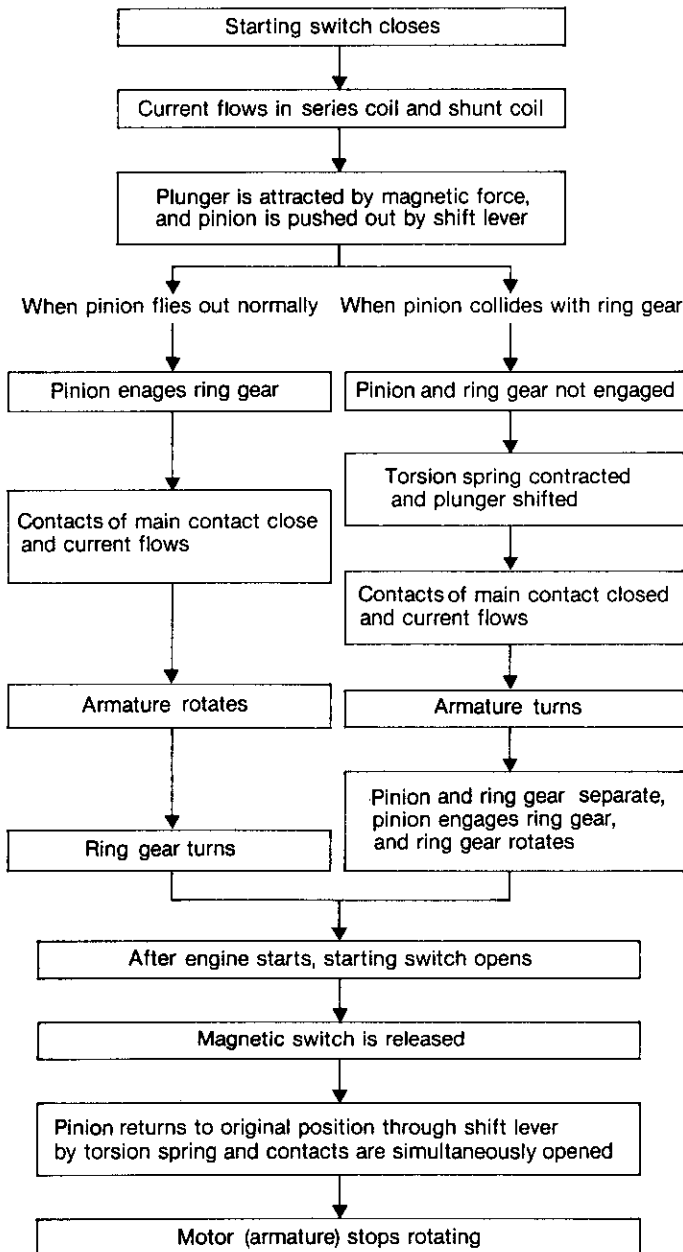 Starting switch closes
Current flows in series coil and shunt coil
Plunger is attracted by magnetic force,
and pinion is pushed out by shift lever
When pinion flies out normally
Pinion enages ring gear
Contacts of main contact close
and current flows
Armature rotates
Ring gear turns
When pinion collides with ring gear
Pinion and ring gear not engaged
Torsion spring contracted
and plunger shifted
Contacts of main contact closed
and current flows
Armature turns
Pinion and ring gear separate,
pinion engages ring gear,
and ring gear rotates
After engine starts, starting switch opens
Magnetic switch is released
Pinion returns to original position through shift lever
by torsion spring and contacts are simultaneously opened
Motor (armature) stops rotating